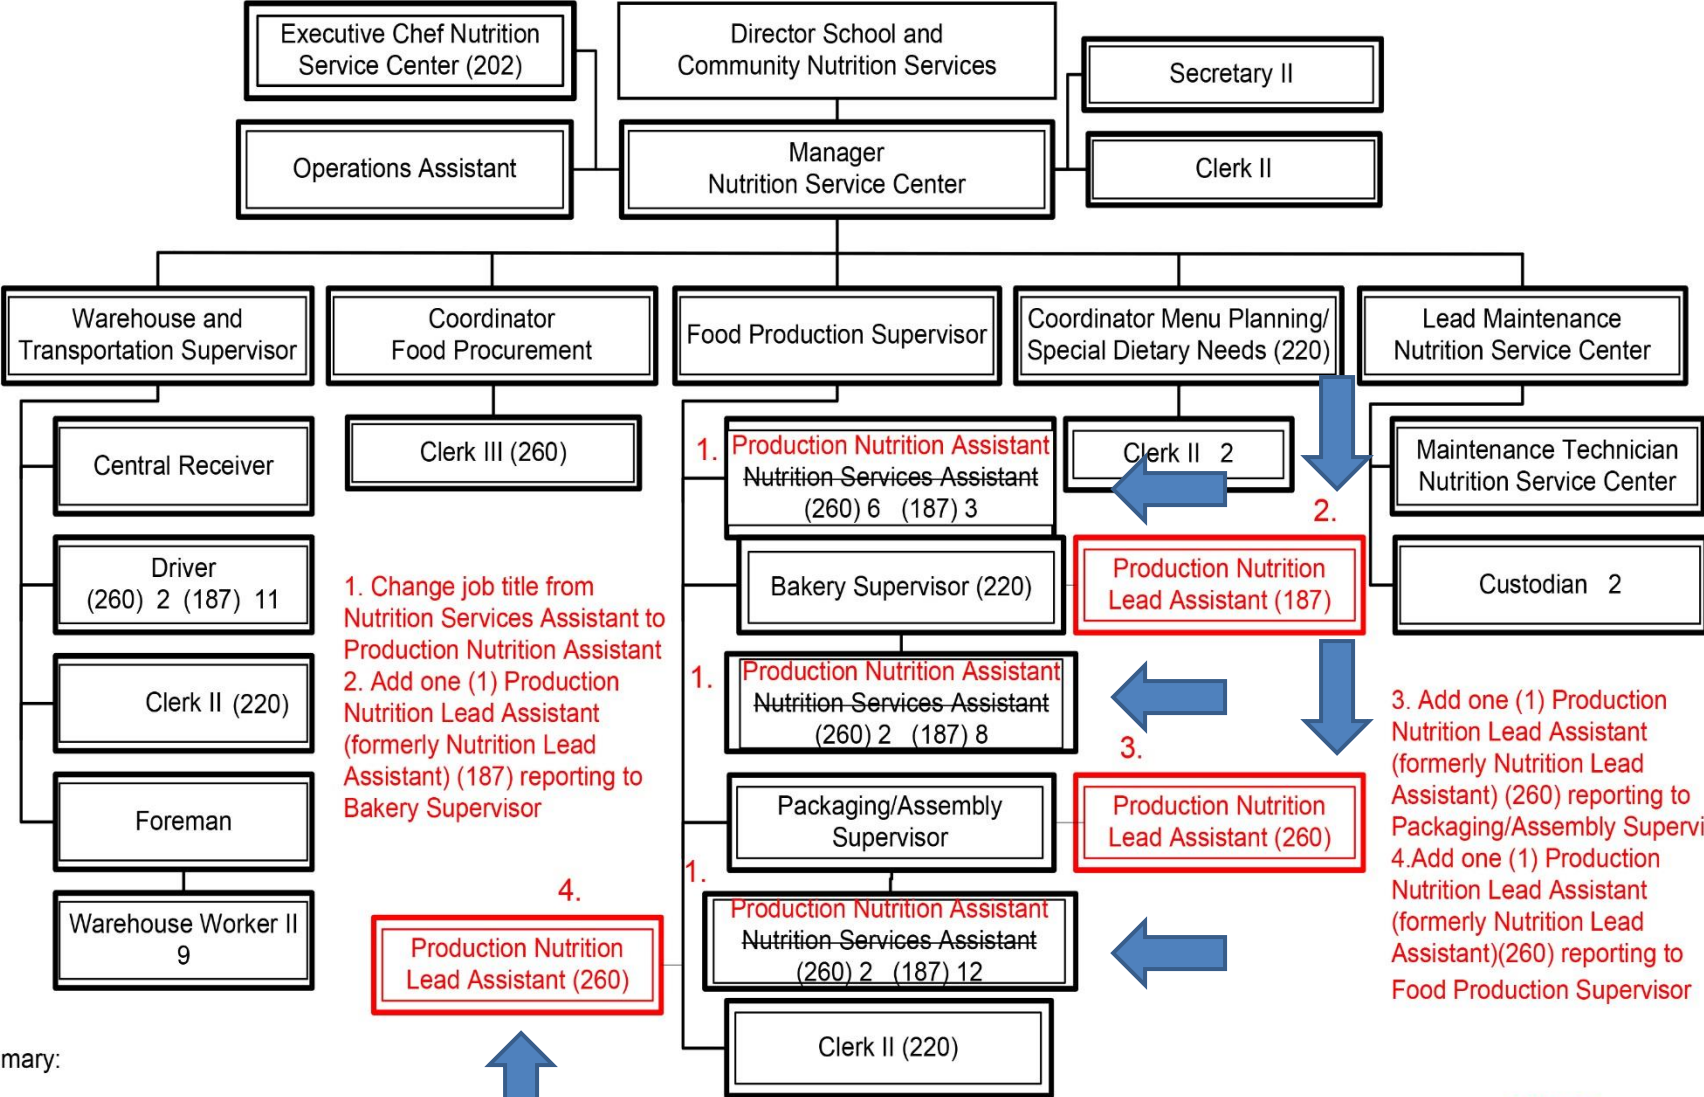 Executive Chef Nutrition
Service Center (202)
Director School and
Community Nutrition Services
Secretary II
Operations Assistant
Manager
Nutrition Service Center
Clerk II
Warehouse and
Transportation Supervisor
Coordinator
Food Procurement
Food Production Supervisor
Coordinator Menu Planning/
Special Dietary Needs (220)
Lead Maintenance
Nutrition Service Center
Central Receiver
Driver
(260) 2 (187) 11
Clerk II (220)
Foreman
Warehouse Worker II
9
Clerk III (260)
1. Change job title from
Nutrition Services Assistant to
Production Nutrition Assistant
2. Add one (1) Production
Nutrition Lead Assistant
(formerly Nutrition Lead
Assistant) (187) reporting to
Bakery Supervisor
4.
Production Nutrition
Lead Assistant (260)
1.
Production Nutrition Assistant
Nutrition Services Assistant
(260) 6 (187) 3
Bakery Supervisor (220)
1.
Production Nutrition Assistant
Nutrition Services Assistant
(260) 2 (187) 8
Packaging/Assembly
Supervisor
1.
Production Nutrition Assistant
Nutrition Services Assistant
(260) 2 (187) 12
Clerk II (220)
Clerk II 2
2.
Production Nutrition
Lead Assistant (187)
3.
Production Nutrition
Lead Assistant (260)
Maintenance Technician
Nutrition Service Center
Custodian 2
3. Add one (1) Production
Nutrition Lead Assistant
(formerly Nutrition Lead
Assistant) (260) reporting to
Packaging/Assembly Supervi
4.Add one (1) Production
Nutrition Lead Assistant
(formerly Nutrition Lead
Assistant)(260) reporting to
Food Production Supervisor
mary: